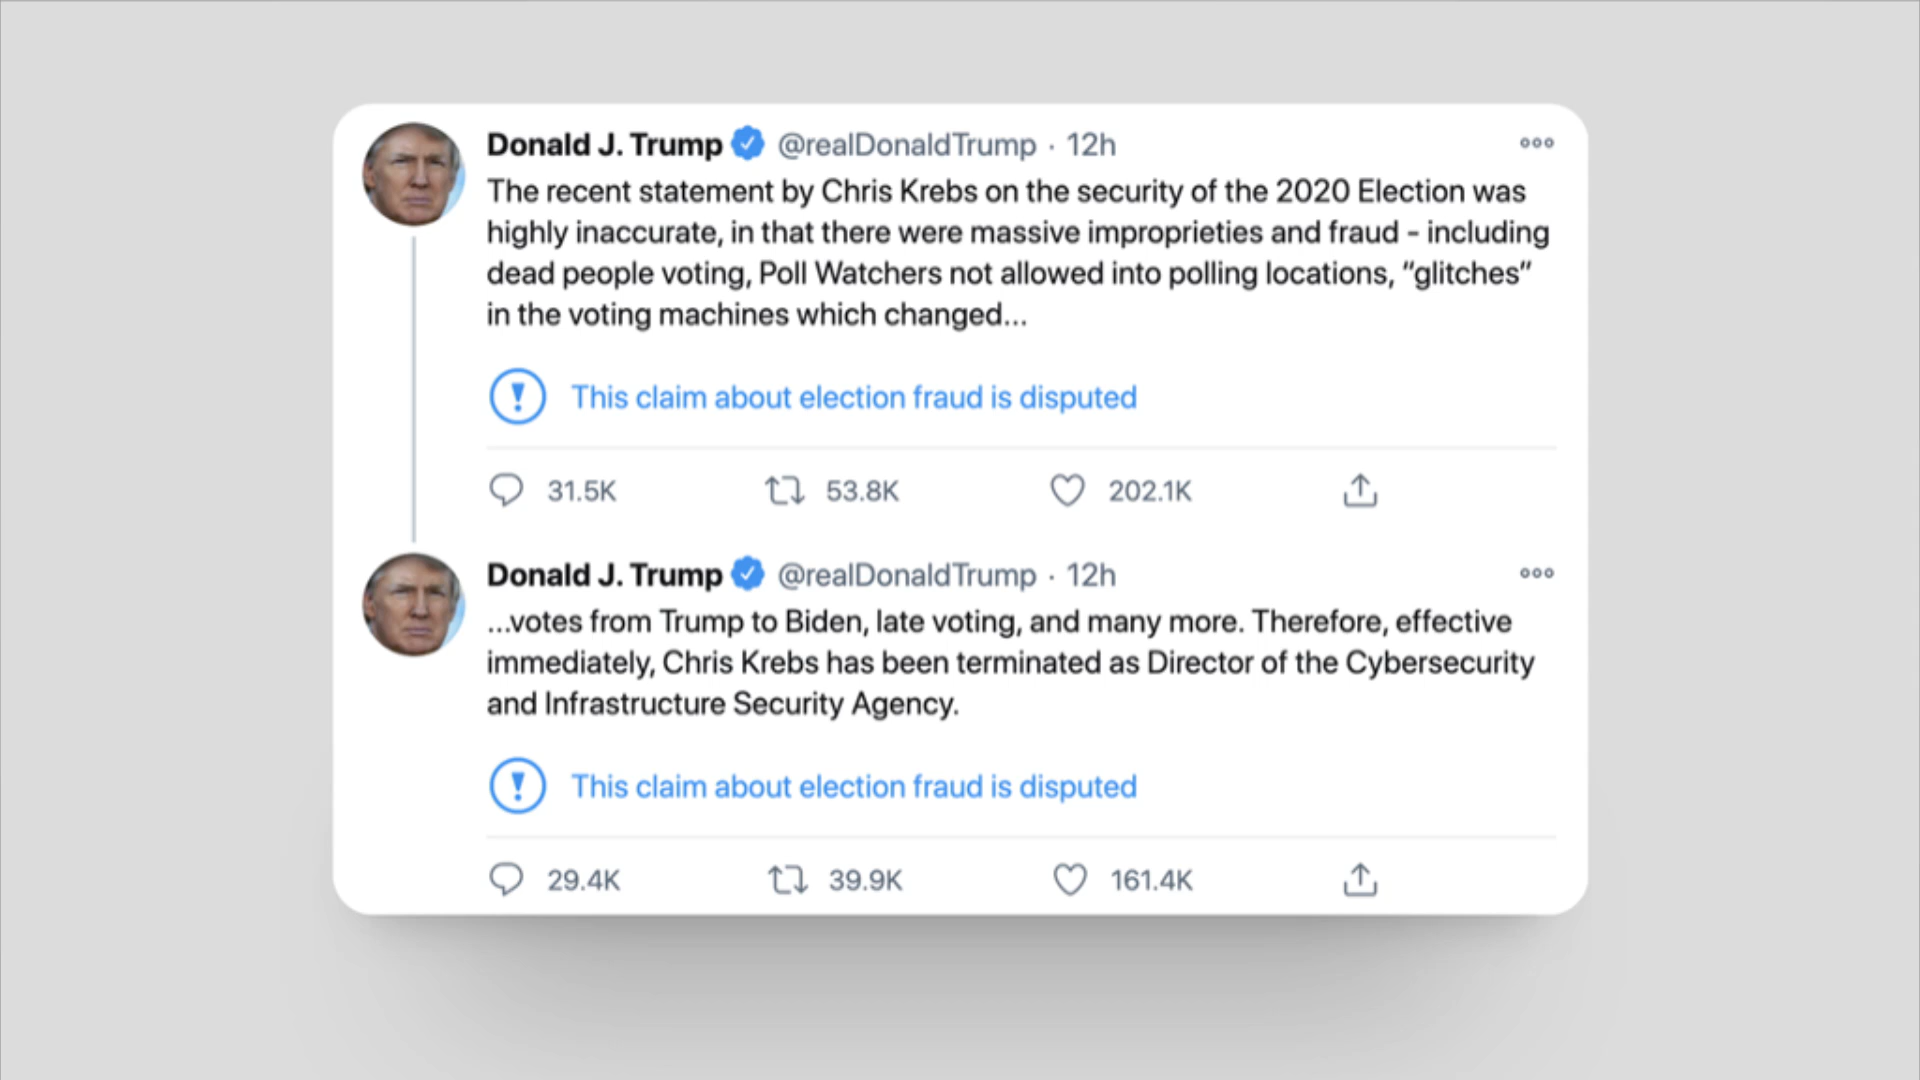 Donald J. Trump @realDonaldTrump · 12h
The recent statement by Chris Krebs on the security of the 2020 Election was
highly inaccurate, in that there were massive improprieties and fraud - including
dead people voting, Poll Watchers not allowed into polling locations, “glitches”
in the voting machines which changed...
This claim about election fraud is disputed
31.5K 53.8K 202.1K
Donald J. Trump @realDonaldTrump · 12h
...votes from Trump to Biden, late voting, and many more. Therefore, effective
immediately, Chris Krebs has been terminated as Director of the Cybersecurity
and Infrastructure Security Agency.
This claim about election fraud is disputed
29.4K 39.9K 161.4K